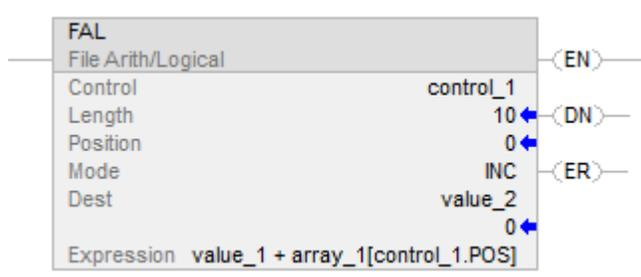 FAL
File Arith/Logical
(EN)
Control control_1
Length 10 (DN)
Position 0
Mode INC (ER)
Dest value_2
0
Expression value_1 + array_1[control_1.POS]